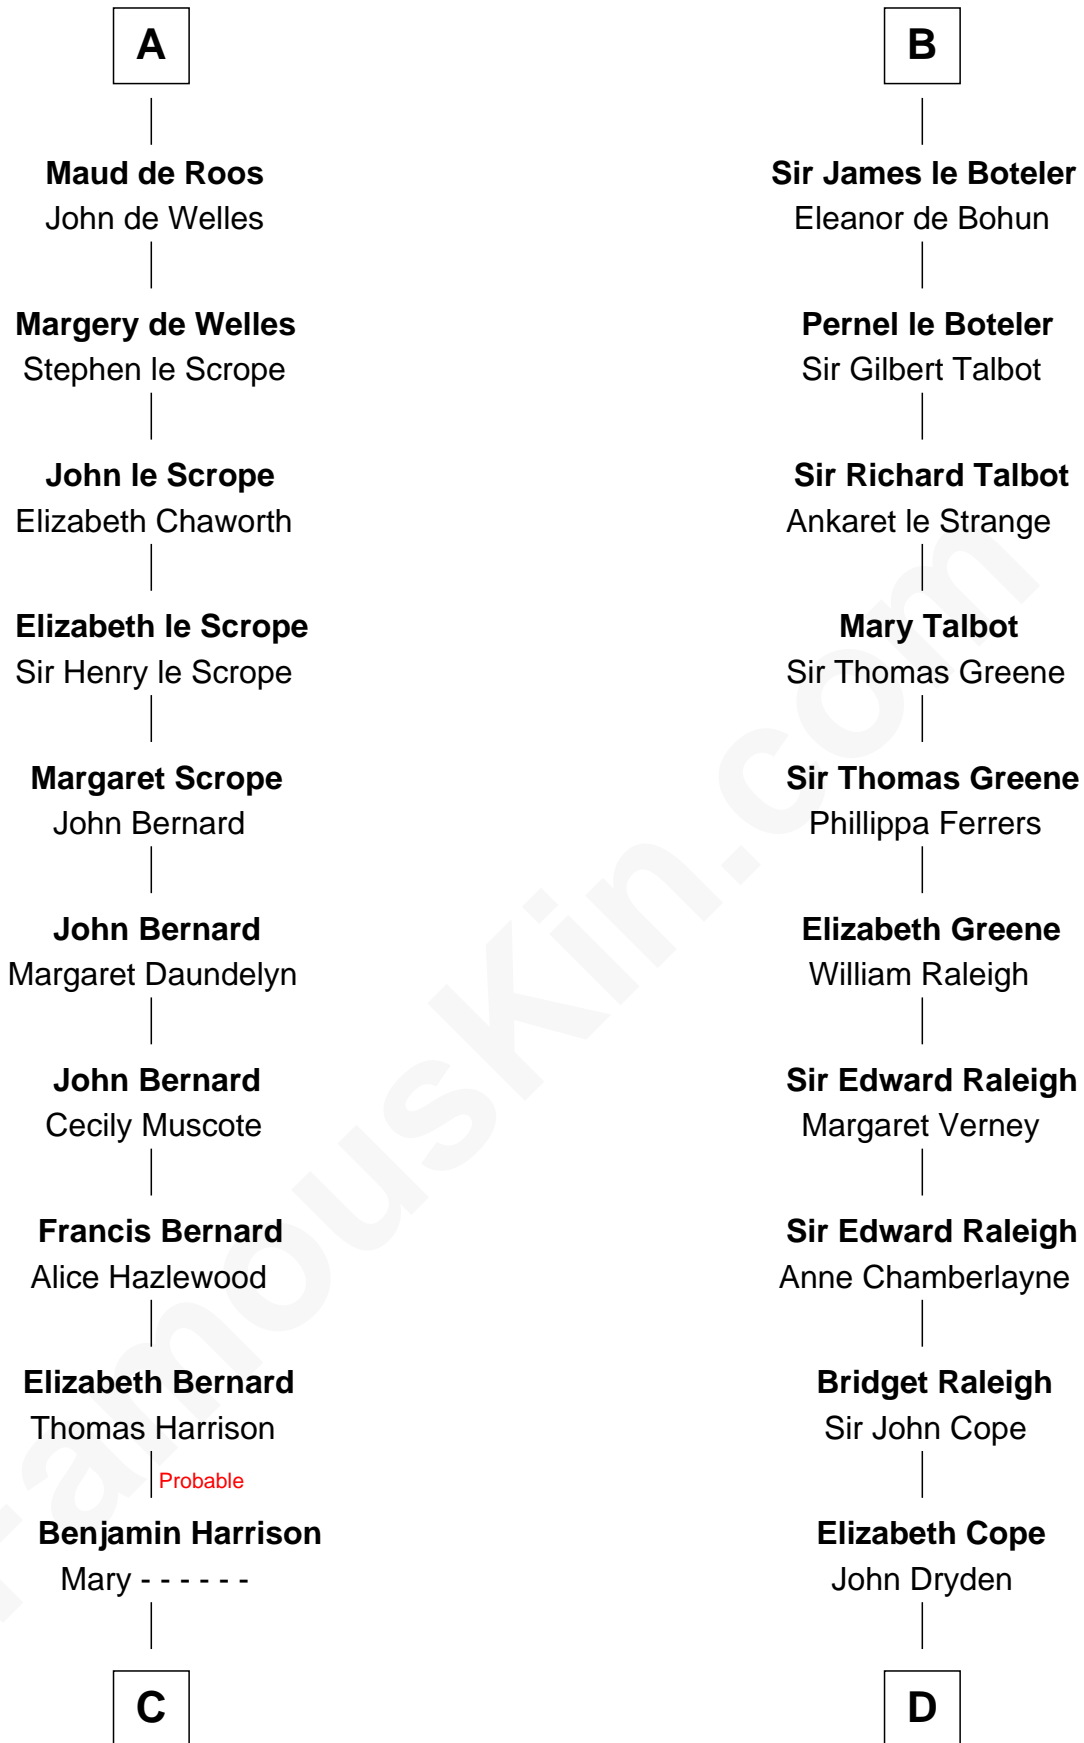 A
Maud de Roos
John de Welles
Margery de Welles
Stephen le Scrope
John le Scrope
Elizabeth Chaworth
Elizabeth le Scrope
Sir Henry le Scrope
Margaret Scrope
John Bernard
John Bernard
Margaret Daundelyn
John Bernard
Cecily Muscote
Francis Bernard
Alice Hazlewood
Elizabeth Bernard
Thomas Harrison
Probable
Benjamin Harrison
Mary - - - - - -
C
B
Sir James le Boteler
Eleanor de Bohun
Pernel le Boteler
Sir Gilbert Talbot
Sir Richard Talbot
Ankaret le Strange
Mary Talbot
Sir Thomas Greene
Sir Thomas Greene
Phillippa Ferrers
Elizabeth Greene
William Raleigh
Sir Edward Raleigh
Margaret Verney
Sir Edward Raleigh
Anne Chamberlayne
Bridget Raleigh
Sir John Cope
Elizabeth Cope
John Dryden
D
FamousKin.com